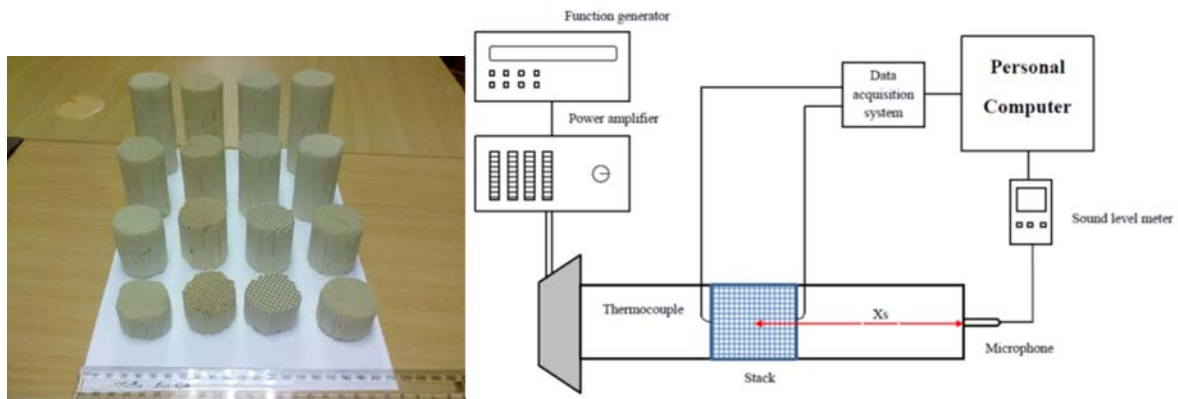 Function generator
Power amplifier
Data
acquisition
system
Personal
Computer
Sound level meter
Thermocouple
Xs
Microphone
Stack